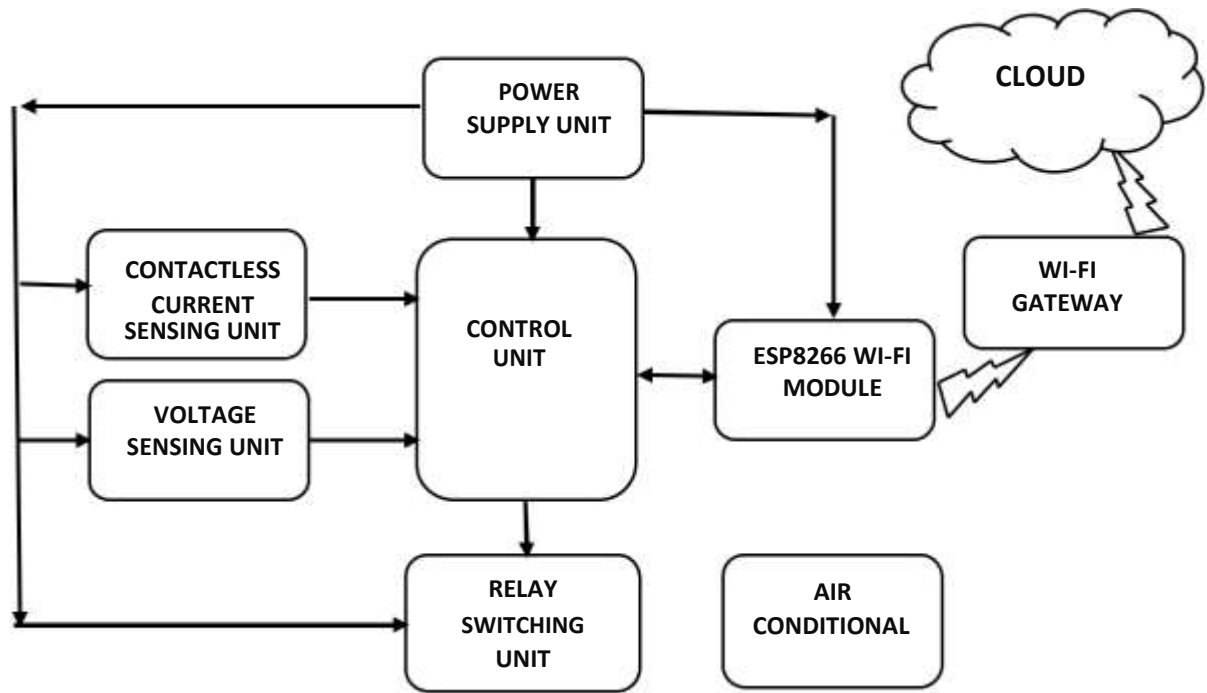 POWER
SUPPLY UNIT
CLOUD
CONTACTLESS
CURRENT
SENSING UNIT
CONTROL
UNIT
WI-FI
GATEWAY
ESP8266 WI-FI
MODULE
VOLTAGE
SENSING UNIT
RELAY
SWITCHING
UNIT
AIR
CONDITIONAL